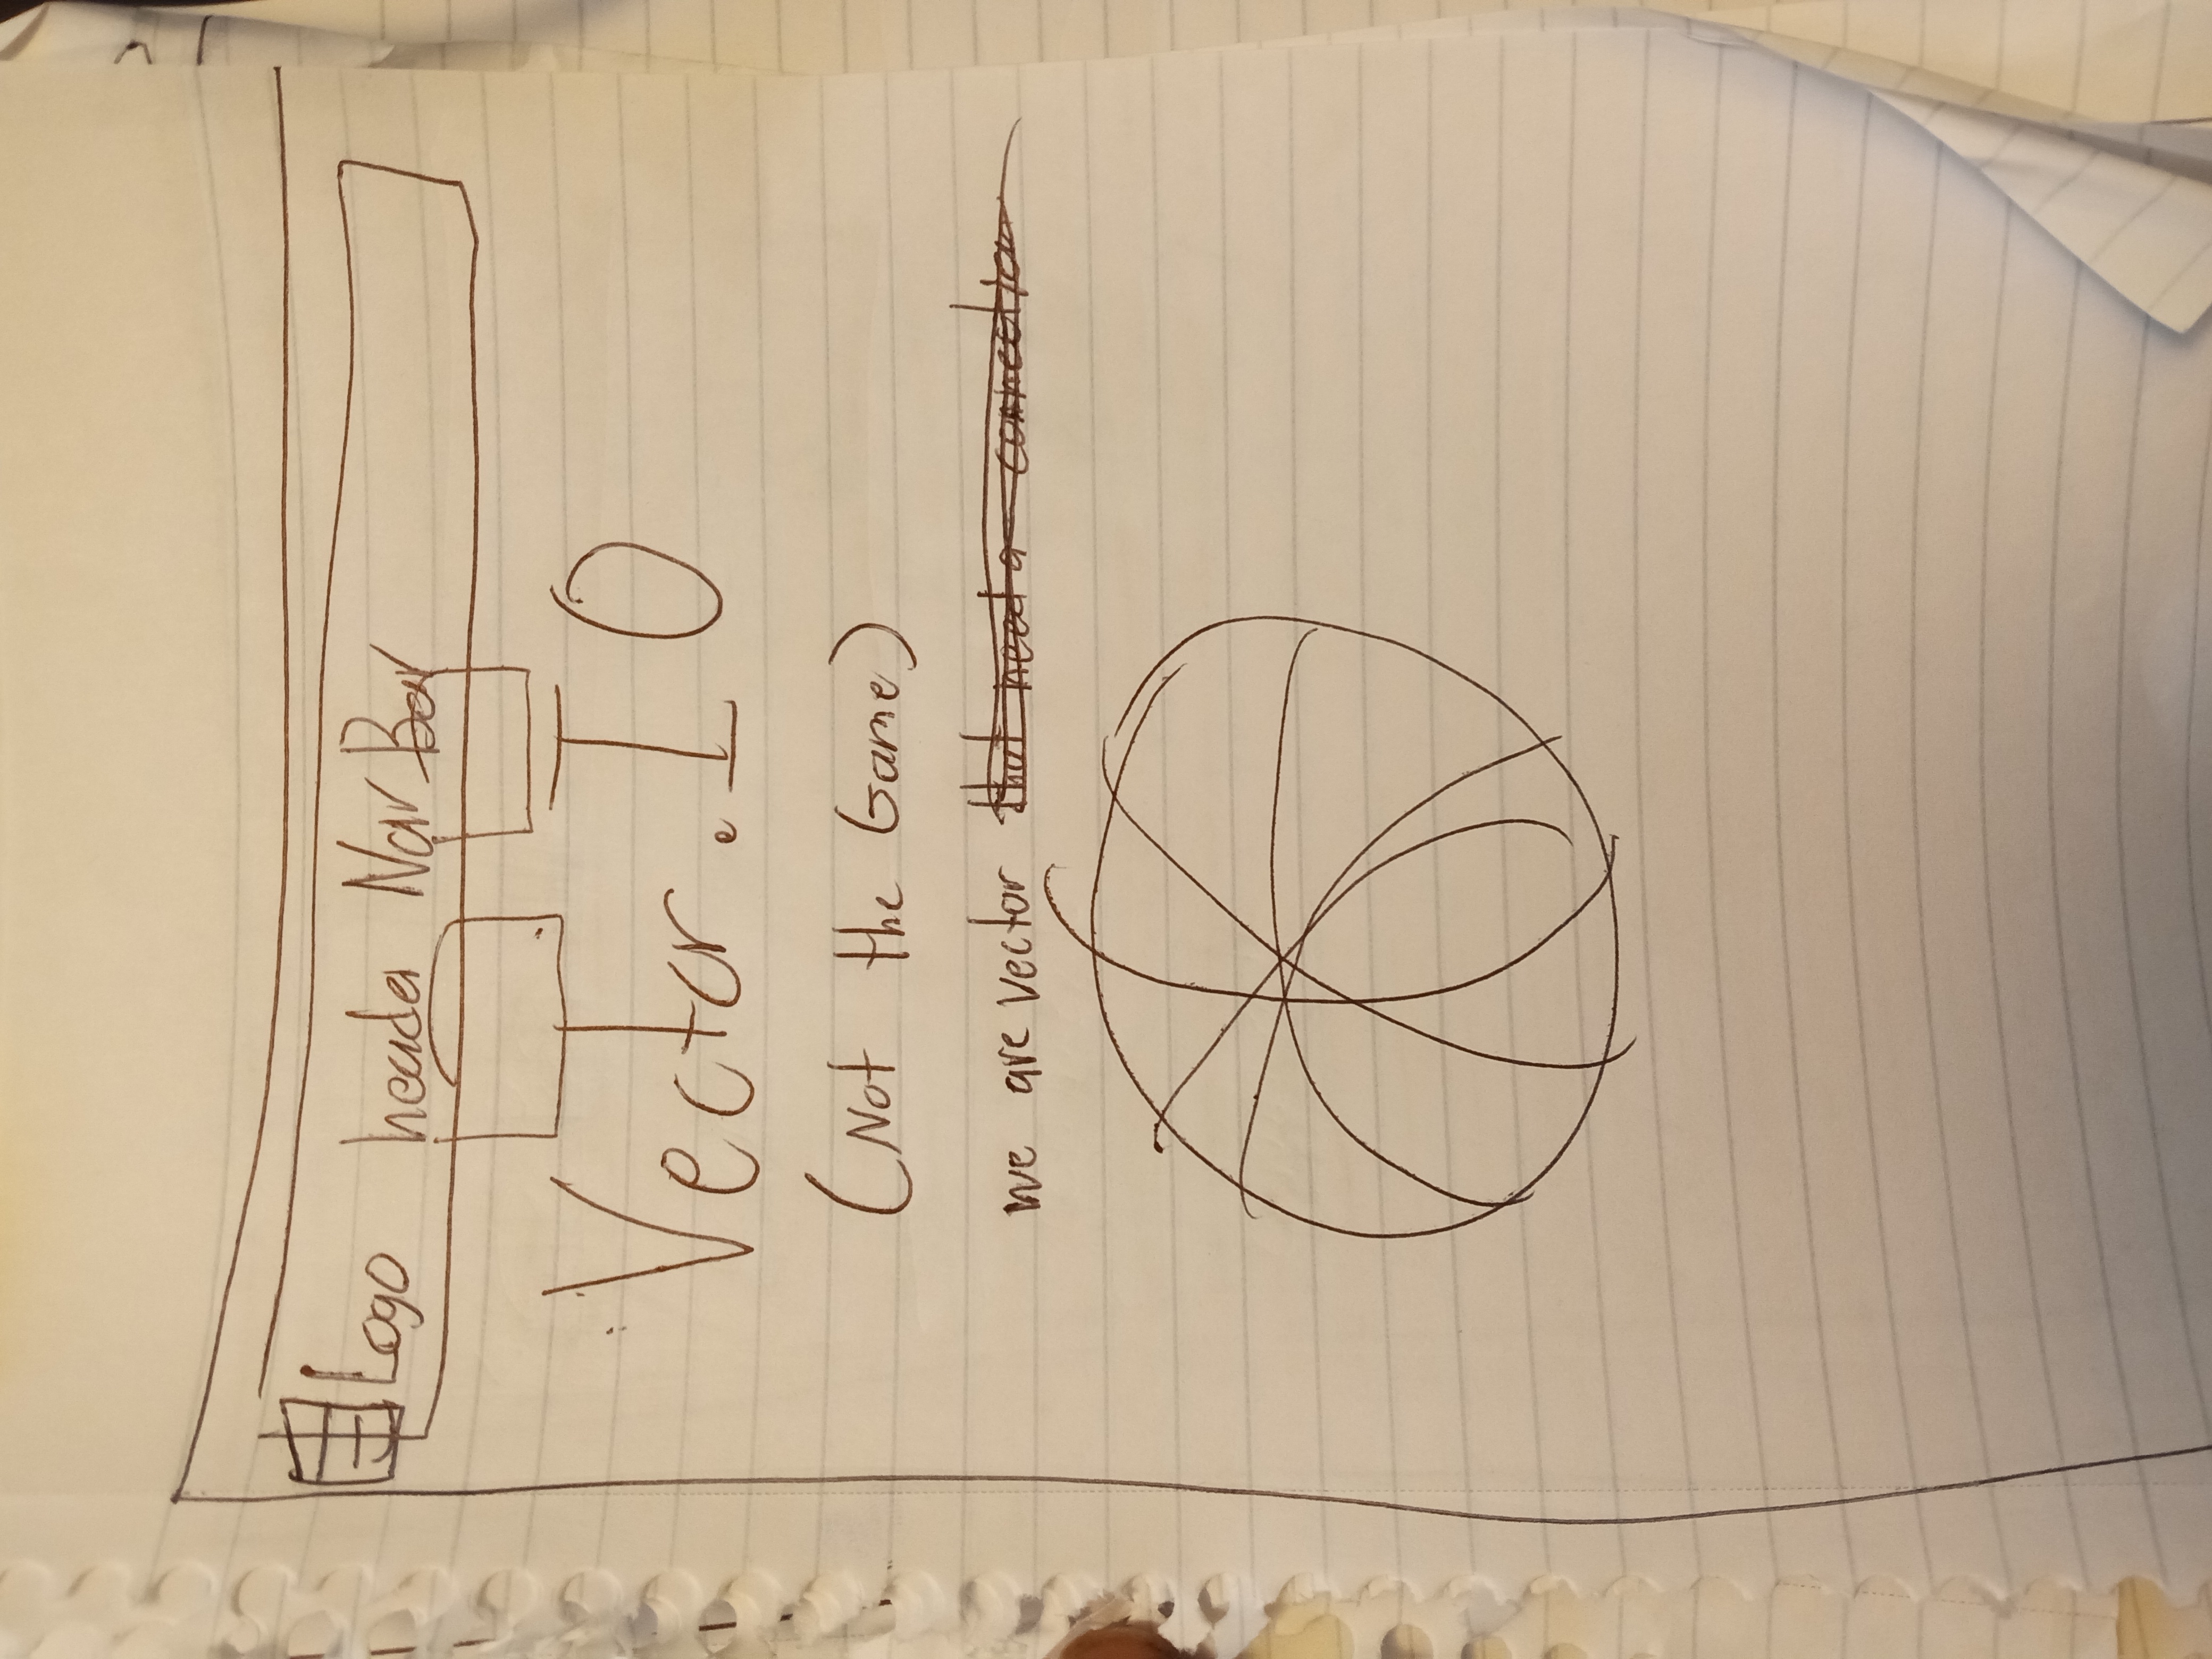 Logo header Nav Bar
Vector.IO
(Not the Game)
we are vector that need a connection